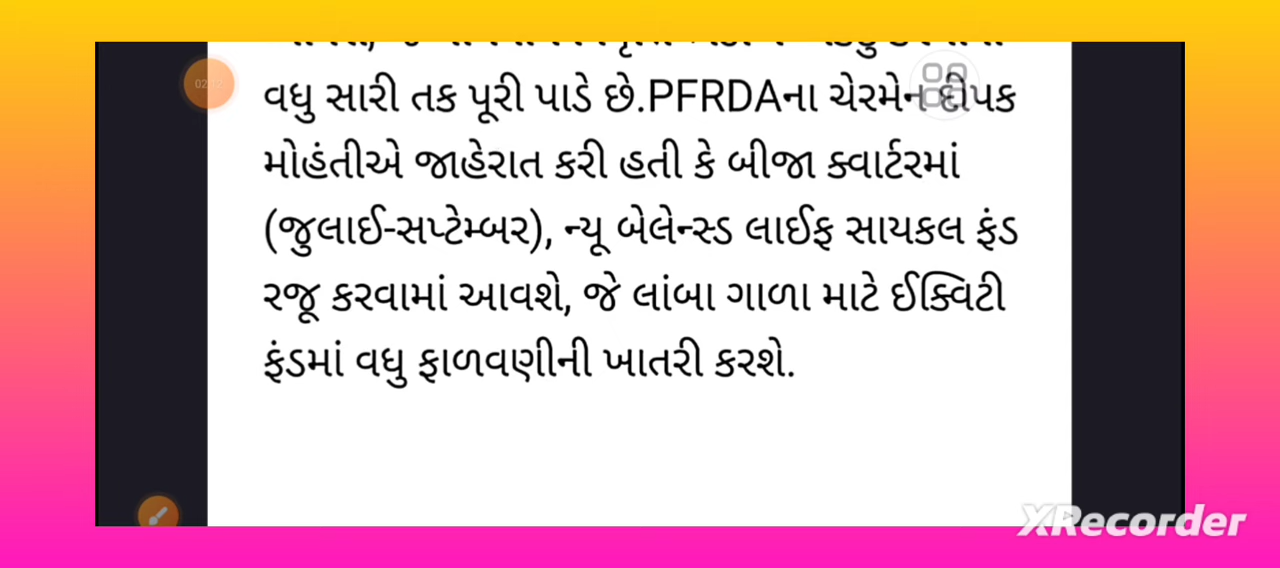 વધુ સારી તક પૂરી પાડે છે.PFRDAના ચેરમેન દીપક
મોહંતીએ જાહેરાત કરી હતી કે બીજા ક્વાર્ટરમાં
(જુલાઈ-સપ્ટેમ્બર), ન્યૂ બેલેન્સ્ડ લાઈફ સાયકલ ફંડ
રજૂ કરવામાં આવશે, જે લાંબા ગાળા માટે ઈક્વિટી
ફંડમાં વધુ ફાળવણીની ખાતરી કરશે.
XRecorder